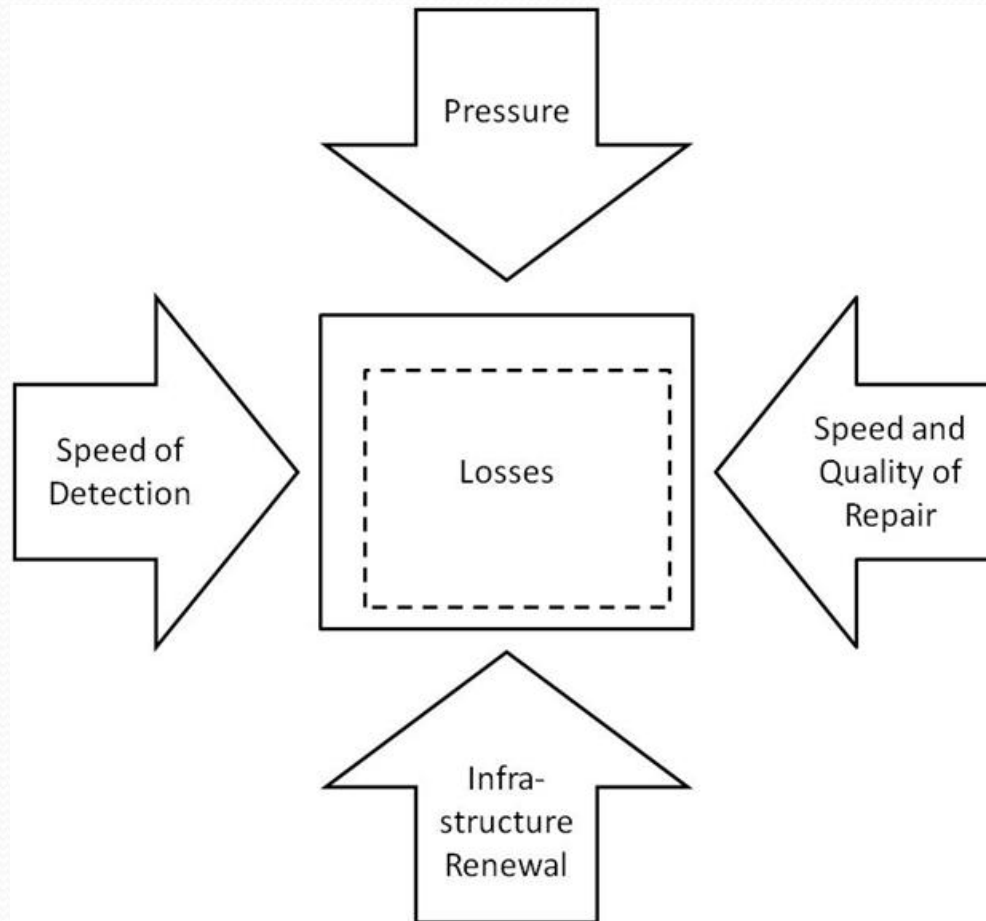 Pressure
Speed of
Detection
Losses
Speed and
Quality of
Repair
Infra-
structure
Renewal